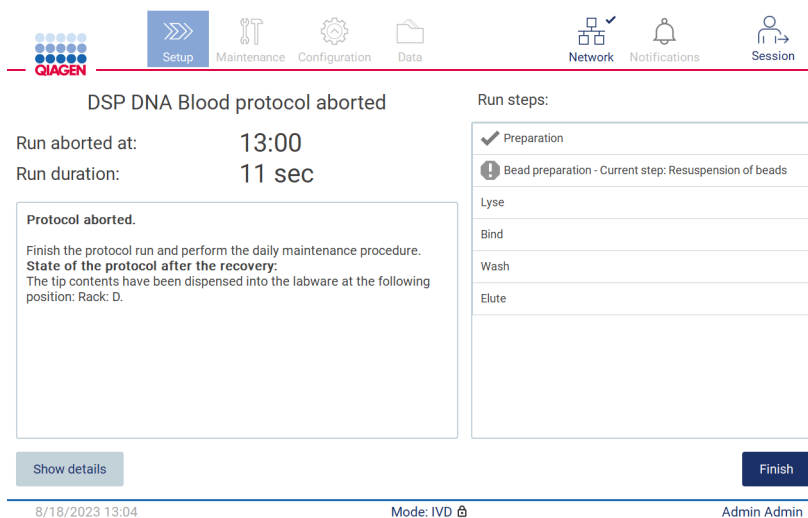 QIAGEN
Setup
Maintenance
Configuration
Data
Network
Notifications
Session
DSP DNA Blood protocol aborted
Run aborted at: 13:00
Run duration: 11 sec
Protocol aborted.
Finish the protocol run and perform the daily maintenance procedure.
State of the protocol after the recovery:
The tip contents have been dispensed into the labware at the following
position: Rack: D.
Run steps:
Preparation
Bead preparation - Current step: Resuspension of beads
Lyse
Bind
Wash
Elute
Show details
Finish
8/18/2023 13:04
Mode: IVD
Admin Admin